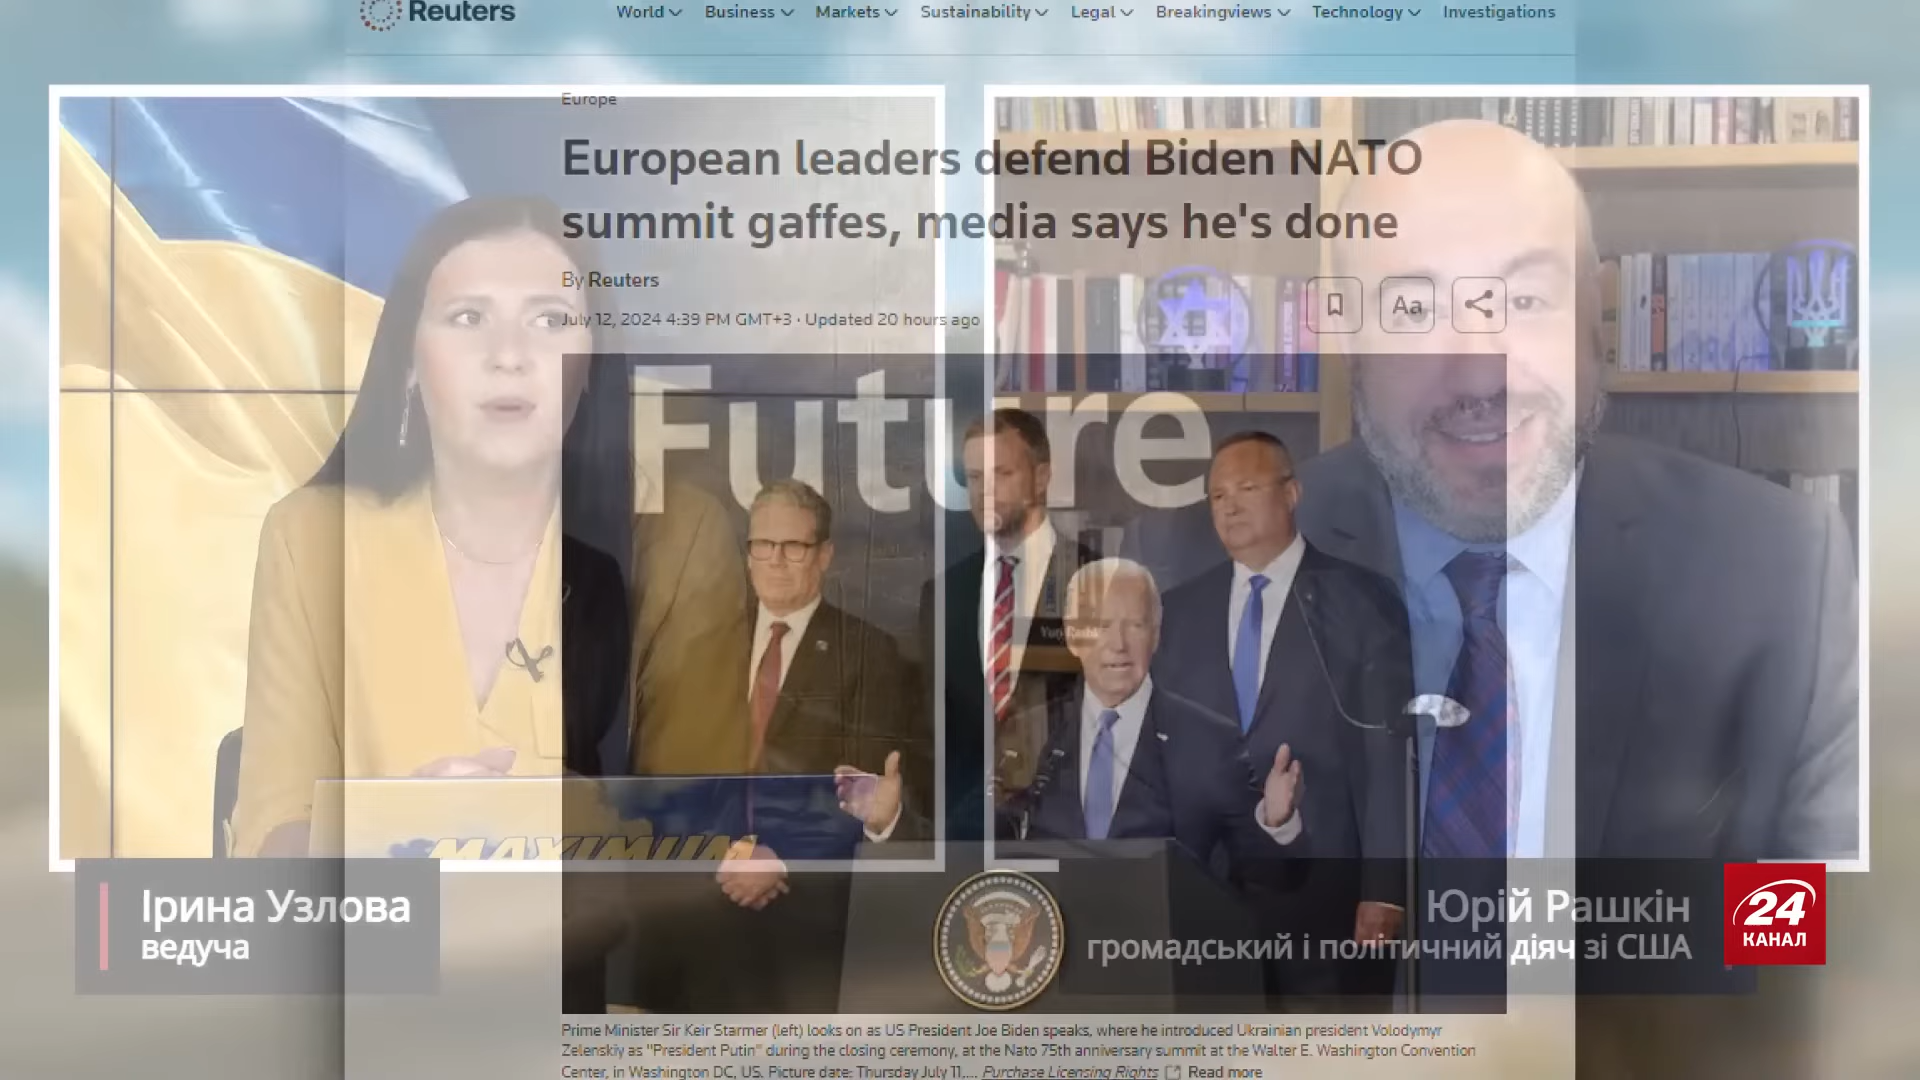 Reuters
World Business Markets Sustainability Legal Breakingviews Technology Investigations
Europe
European leaders defend Biden NATO
summit gaffes, media says he's done
By Reuters
July 12, 2024 4:39 PM GMT+3 · Updated 20 hours ago
Aa
Future
MAXIMUM
Ірина Узлова
ведуча
Юрій Рашкін
громадський і політичний діяч зі США
24
КАНАЛ
Prime Minister Sir Keir Starmer (left) looks on as US President Joe Biden speaks, where he introduced Ukrainian president Volodymyr
Zelenskiy as "President Putin" during the closing ceremony, at the Nato 75th anniversary summit at the Walter E. Washington Convention
Center, in Washington DC, US. Picture date: Thursday July 11,.... Purchase Licensing Rights Read more